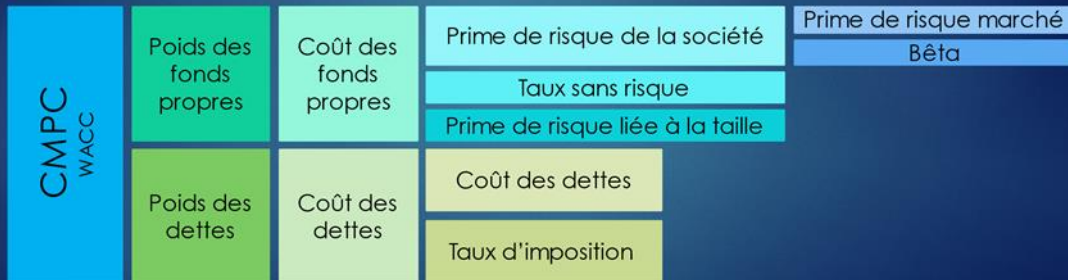 CMPC
WACC
Poids des
fonds
propres
Coût des
fonds
propres
Prime de risque de la société
Prime de risque marché
Bêta
Taux sans risque
Prime de risque liée à la taille
Poids des
dettes
Coût des
dettes
Coût des dettes
Taux d’imposition